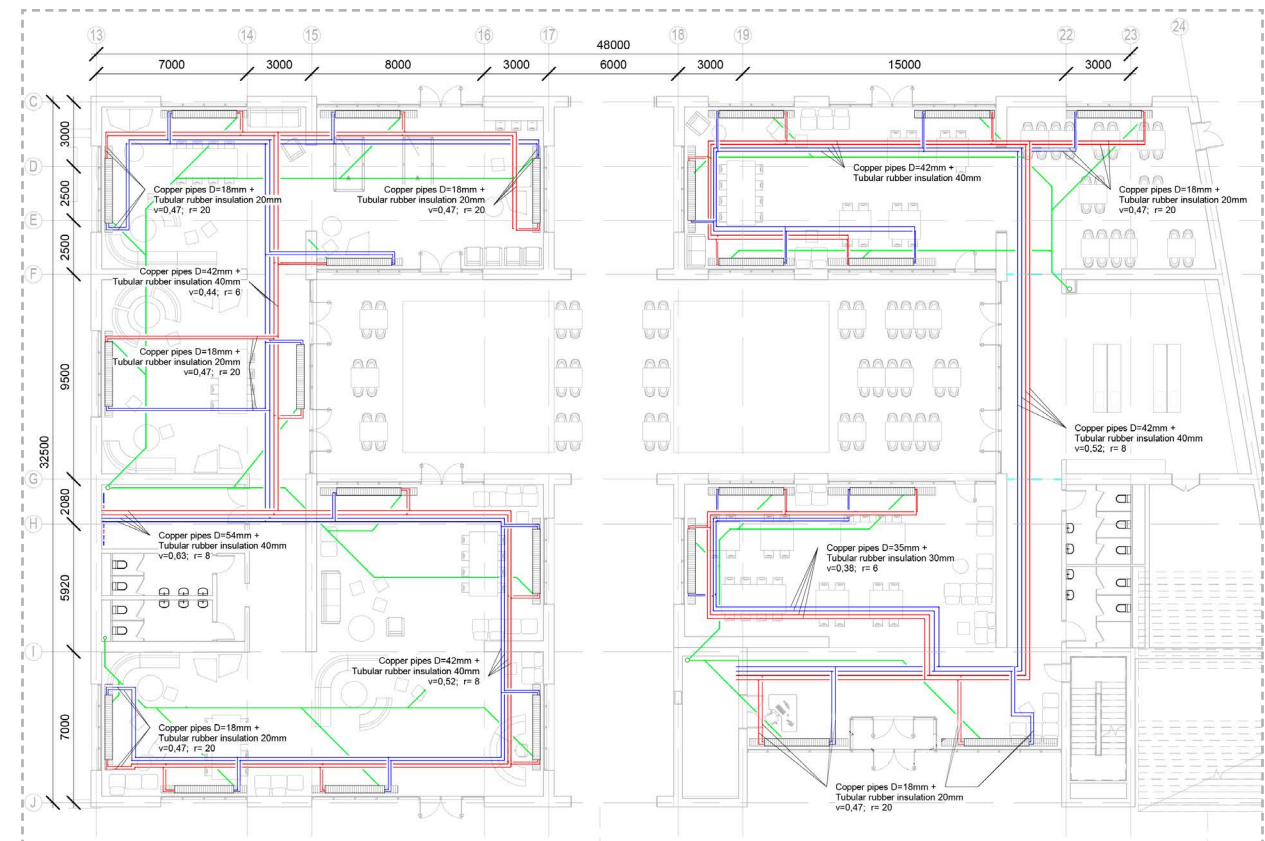 13
14
15
16
17
18
19
22
23
24
48000
7000
3000
8000
3000
6000
3000
15000
3000
C
D
E
F
G
H
I
J
3000
2500
2500
9500
32500
2080
5920
7000
Copper pipes D=18mm +
Tubular rubber insulation 20mm
v=0,47; r= 20
Copper pipes D=18mm +
Tubular rubber insulation 20mm
v=0,47; r= 20
Copper pipes D=42mm +
Tubular rubber insulation 40mm
Copper pipes D=18mm +
Tubular rubber insulation 20mm
v=0,47; r= 20
Copper pipes D=42mm +
Tubular rubber insulation 40mm
v=0,44; r= 6
Copper pipes D=18mm +
Tubular rubber insulation 20mm
v=0,47; r= 20
Copper pipes D=42mm +
Tubular rubber insulation 40mm
v=0,52; r= 8
Copper pipes D=54mm +
Tubular rubber insulation 40mm
v=0,63; r= 8
Copper pipes D=35mm +
Tubular rubber insulation 30mm
v=0,38; r= 6
Copper pipes D=42mm +
Tubular rubber insulation 40mm
v=0,52; r= 8
Copper pipes D=18mm +
Tubular rubber insulation 20mm
v=0,47; r= 20
Copper pipes D=18mm +
Tubular rubber insulation 20mm
v=0,47; r= 20